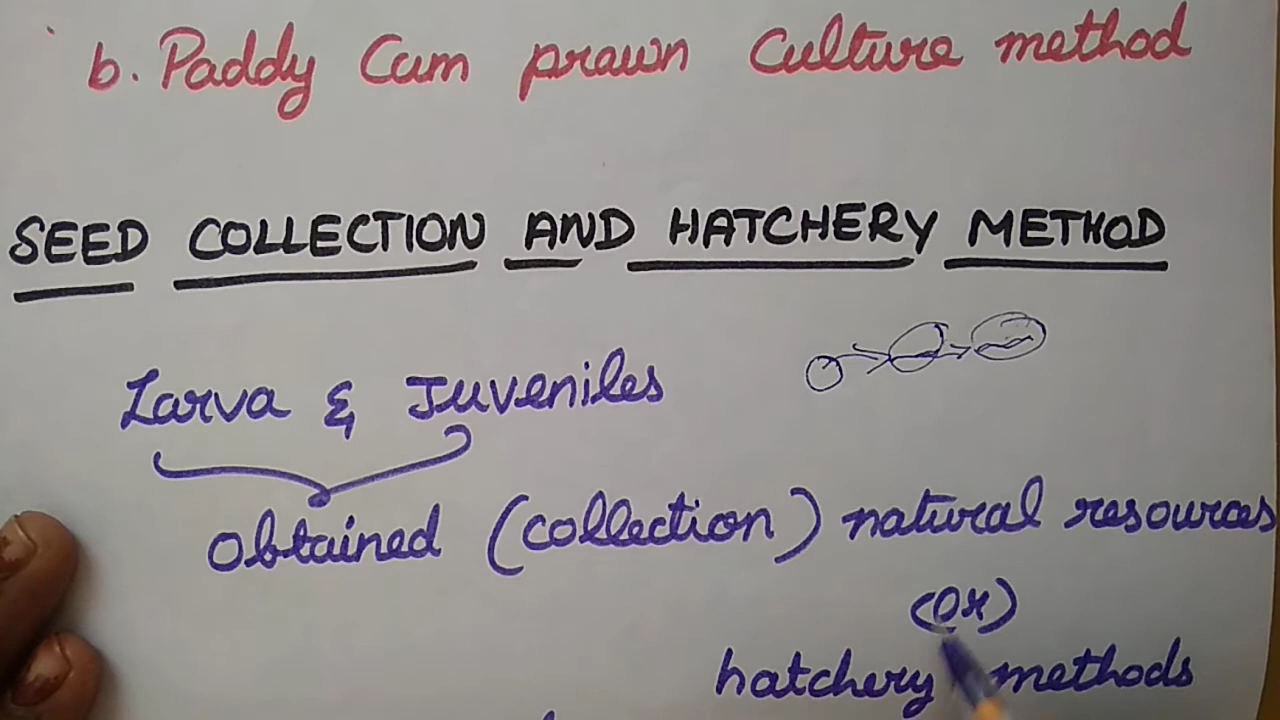 b. Paddy Cum prawn Culture method
SEED COLLECTION AND HATCHERY METHOD
Larva & Juveniles
obtained (collection) natural resources
(or)
hatchery methods